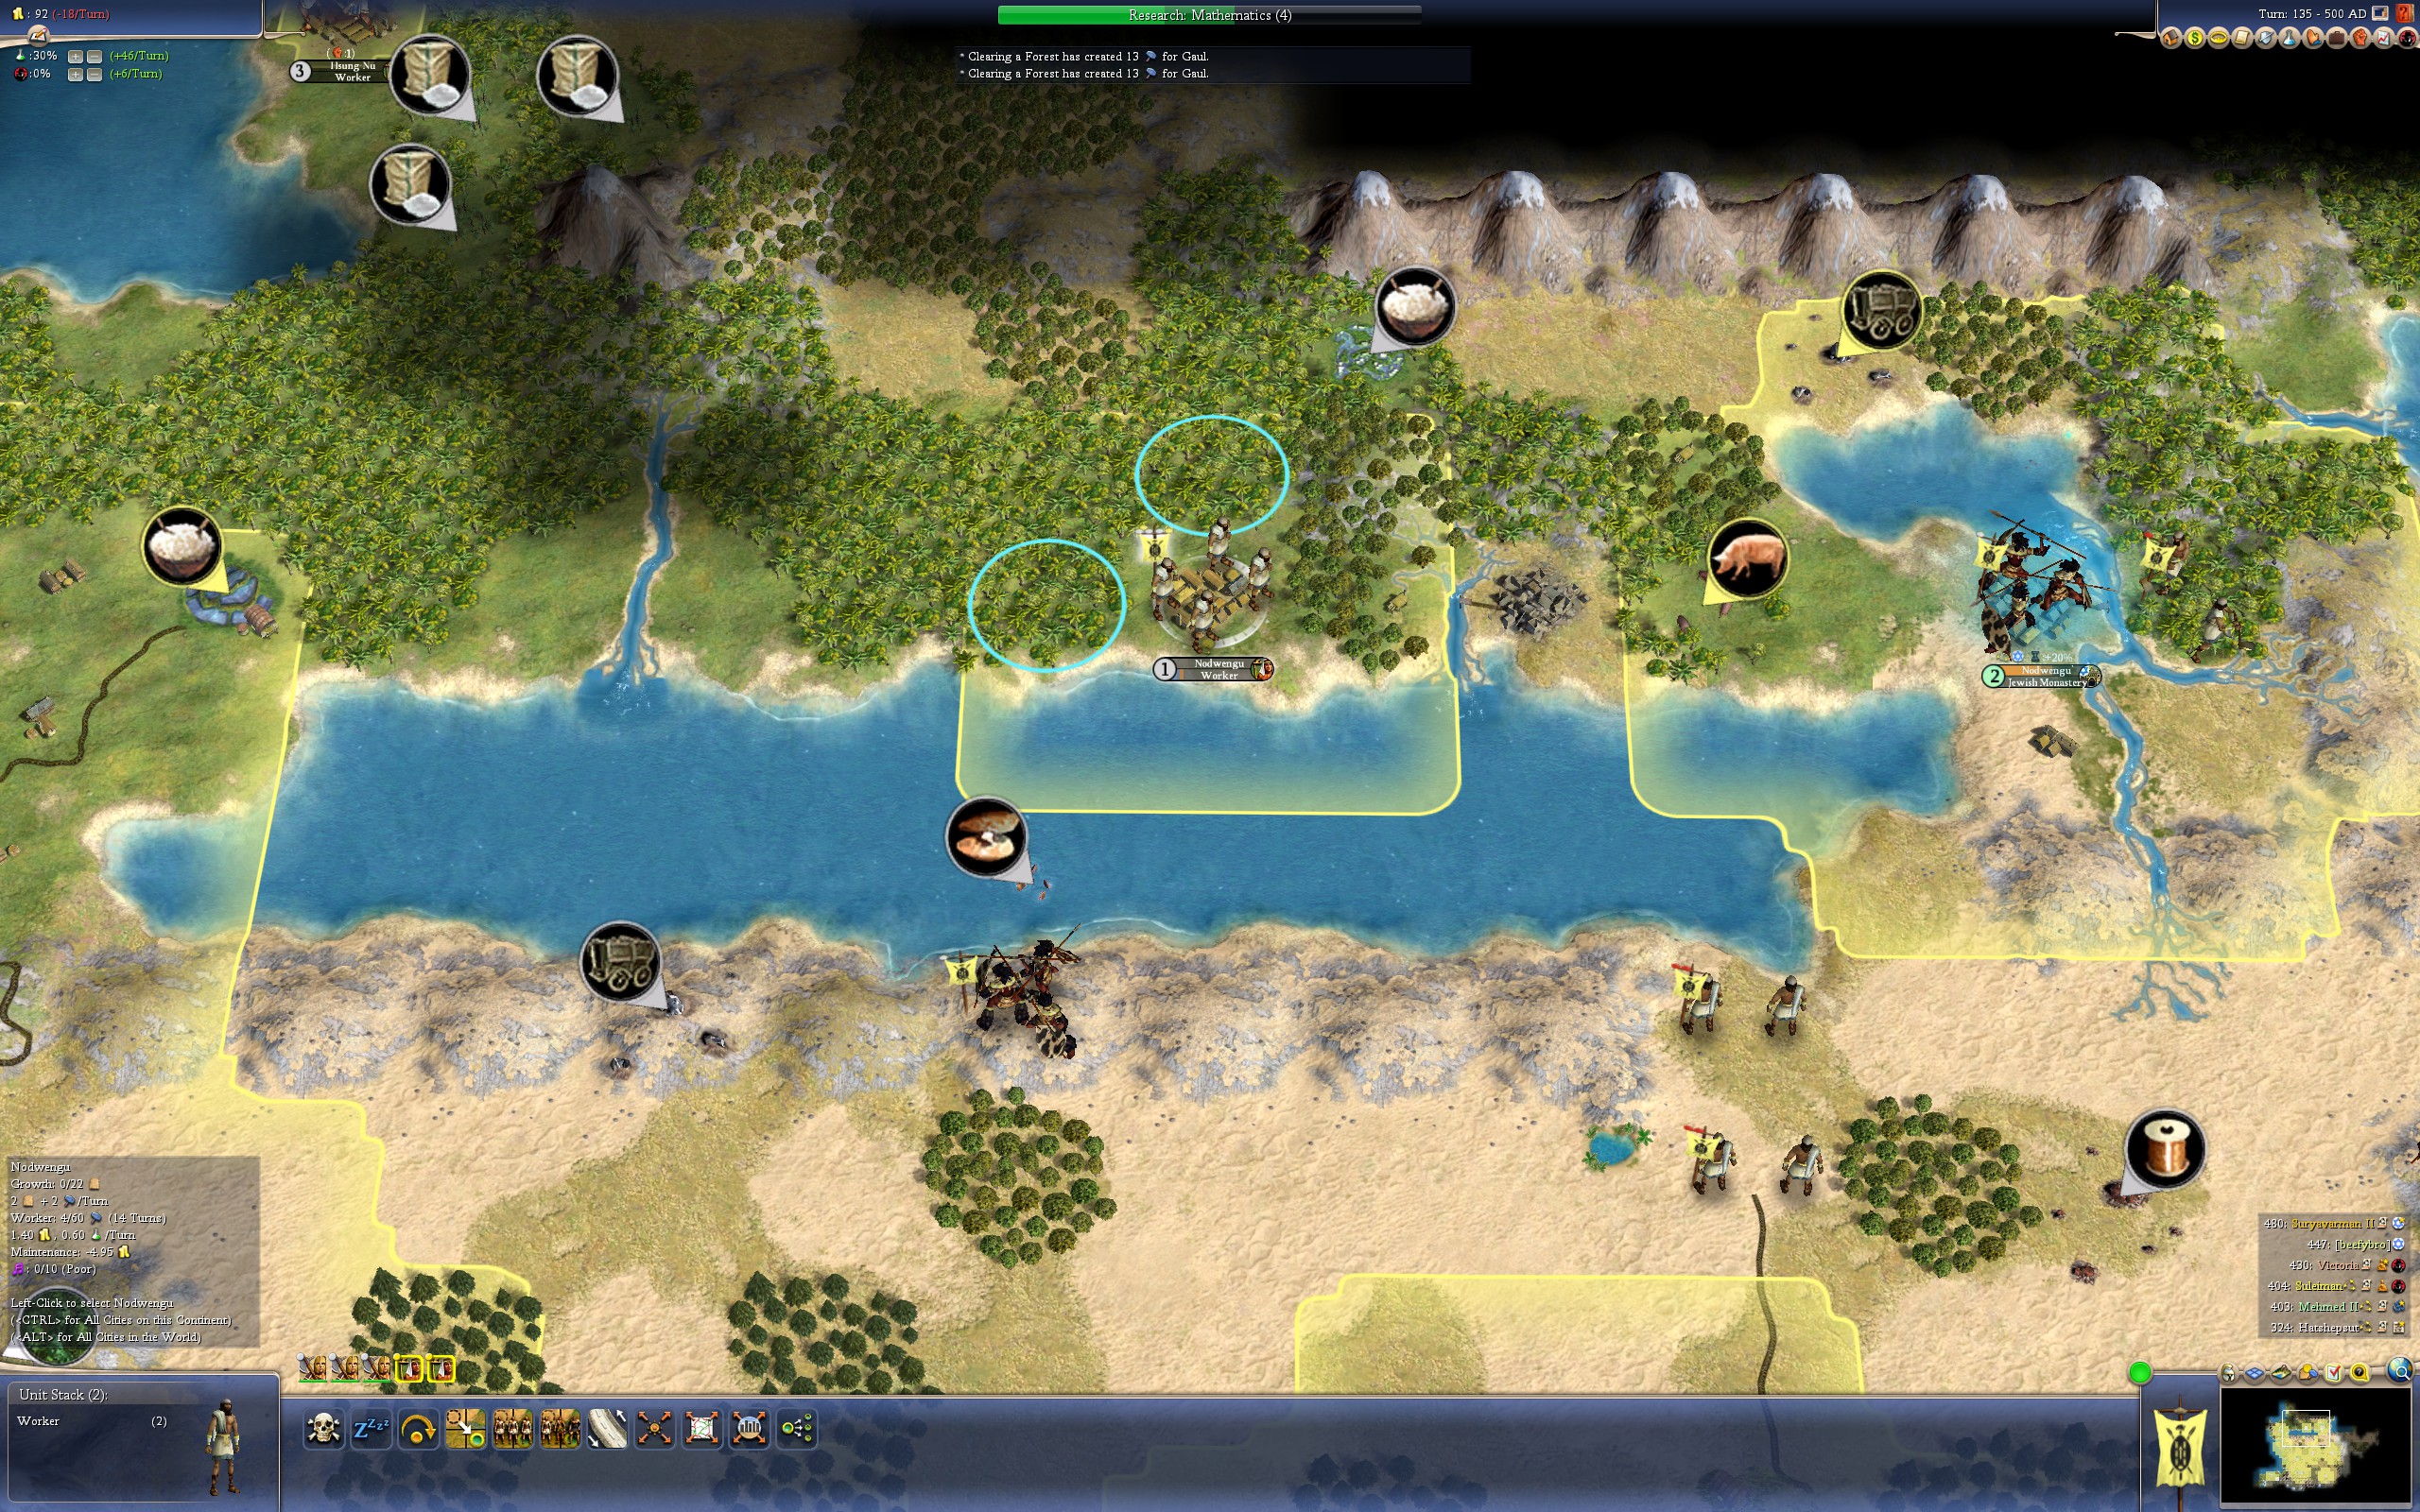 : 92 (-18/Turn)
:30% (+46/Turn)
:0% (+6/Turn)
Research: Mathematics (4)
Turn: 135 - 500 AD
* Clearing a Forest has created 13 for Gaul.
* Clearing a Forest has created 13 for Gaul.
( :1)
3 Hsung Nu
Worker
1 Nodwengu
Worker
+20%
2 Nodwengu
Jewish Monastery
Nodwengu
Growth: 0/22
2 + 2 /Turn
Worker: 4/60 (14 Turns)
1.40 , 0.60 /Turn
Maintenance: -4.95
: 0/10 (Poor)
Left-Click to select Nodwengu
(<CTRL> for All Cities on this Continent)
(<ALT> for All Cities in the World)
480: Suryavarman II
447: [beefybro]
430: Victoria
404: Suleiman
403: Mehmed II
324: Hatshepsut
Unit Stack (2):
Worker (2)
zzzz